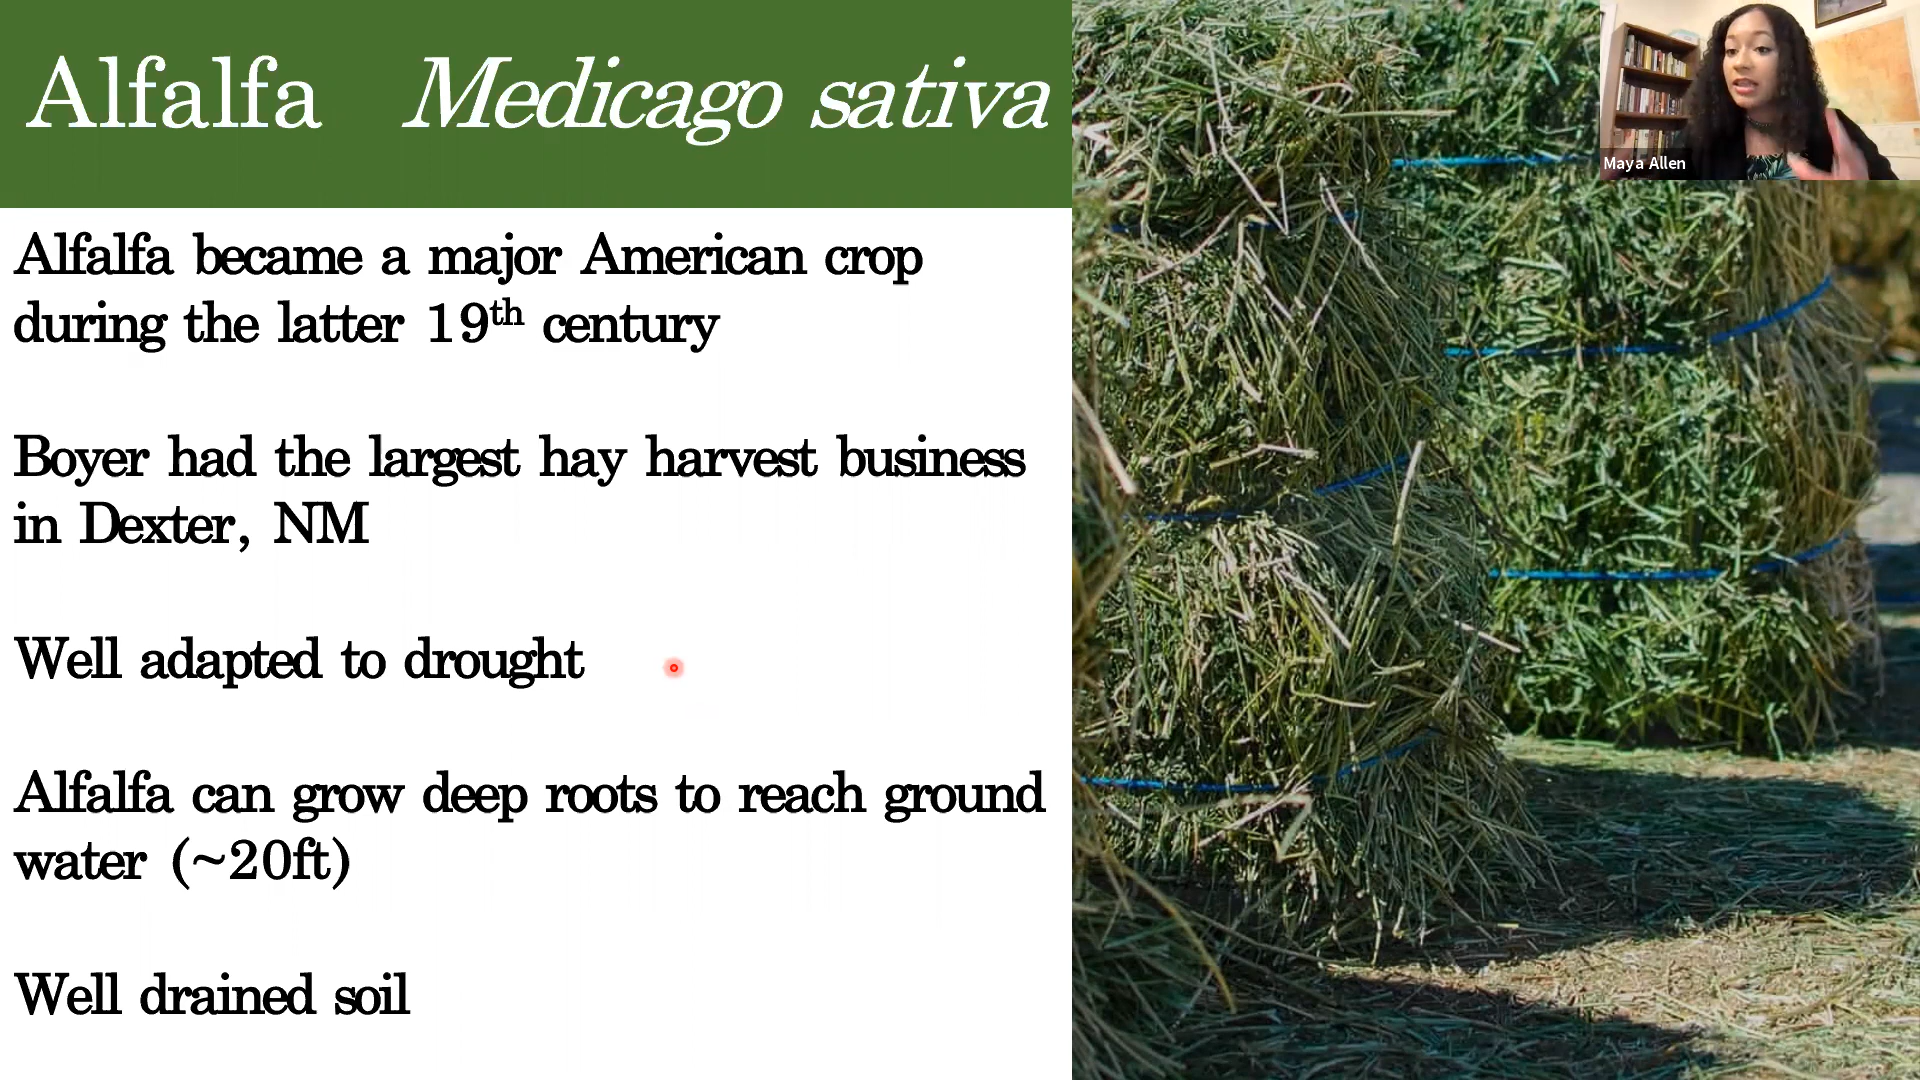 Alfalfa Medicago sativa
Maya Allen
Alfalfa became a major American crop
during the latter 19th century
Boyer had the largest hay harvest business
in Dexter, NM
Well adapted to drought
Alfalfa can grow deep roots to reach ground
water (~20ft)
Well drained soil